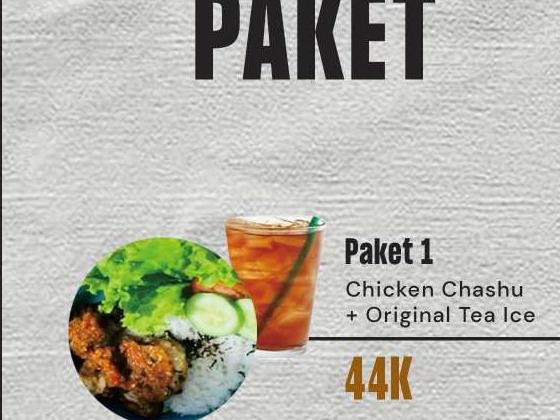 PAKET
Paket 1
Chicken Chashu
+ Original Tea Ice
44K